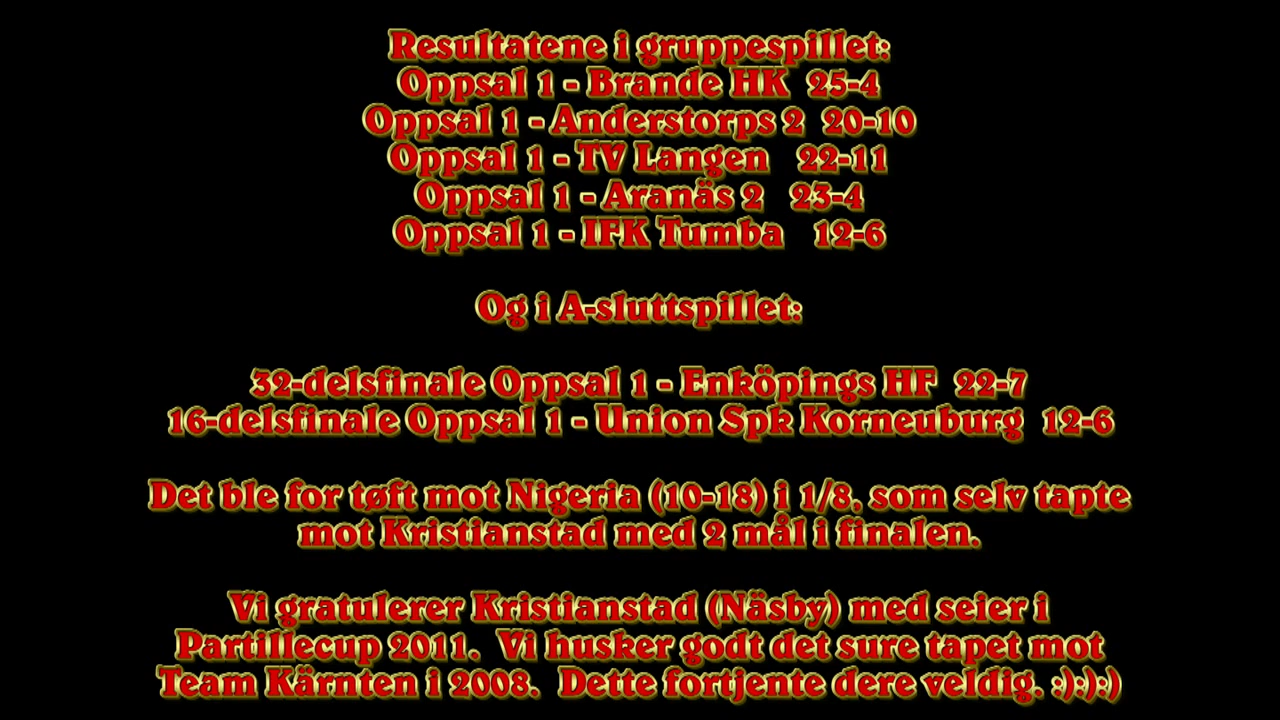 Resultatene i gruppespillet:
Oppsal 1 - Brande HK 25-4
Oppsal 1 - Anderstorps 2 20-10
Oppsal 1 - TV Langen 22-11
Oppsal 1 - Aranäs 2 23-4
Oppsal 1 - IFK Tumba 12-6
Og i A-sluttspillet:
32-delsfinale Oppsal 1 - Enköpings HF 22-7
16-delsfinale Oppsal 1 - Union Spk Korneuburg 12-6
Det ble for tøft mot Nigeria (10-18) i 1/8, som selv tapte
mot Kristianstad med 2 mål i finalen.
Vi gratulerer Kristianstad (Näsby) med seier i
Partillecup 2011. Vi husker godt det sure tapet mot
Team Kärnten i 2008. Dette fortjente dere veldig. :):):)